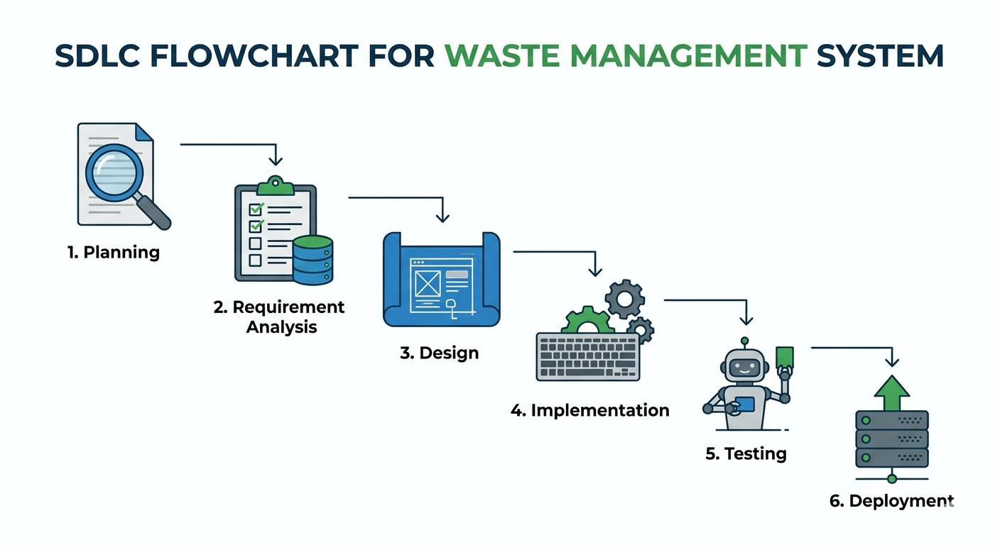 SDLC FLOWCHART FOR WASTE MANAGEMENT SYSTEM
1. Planning
2. Requirement
Analysis
3. Design
4. Implementation
5. Testing
6. Deployment